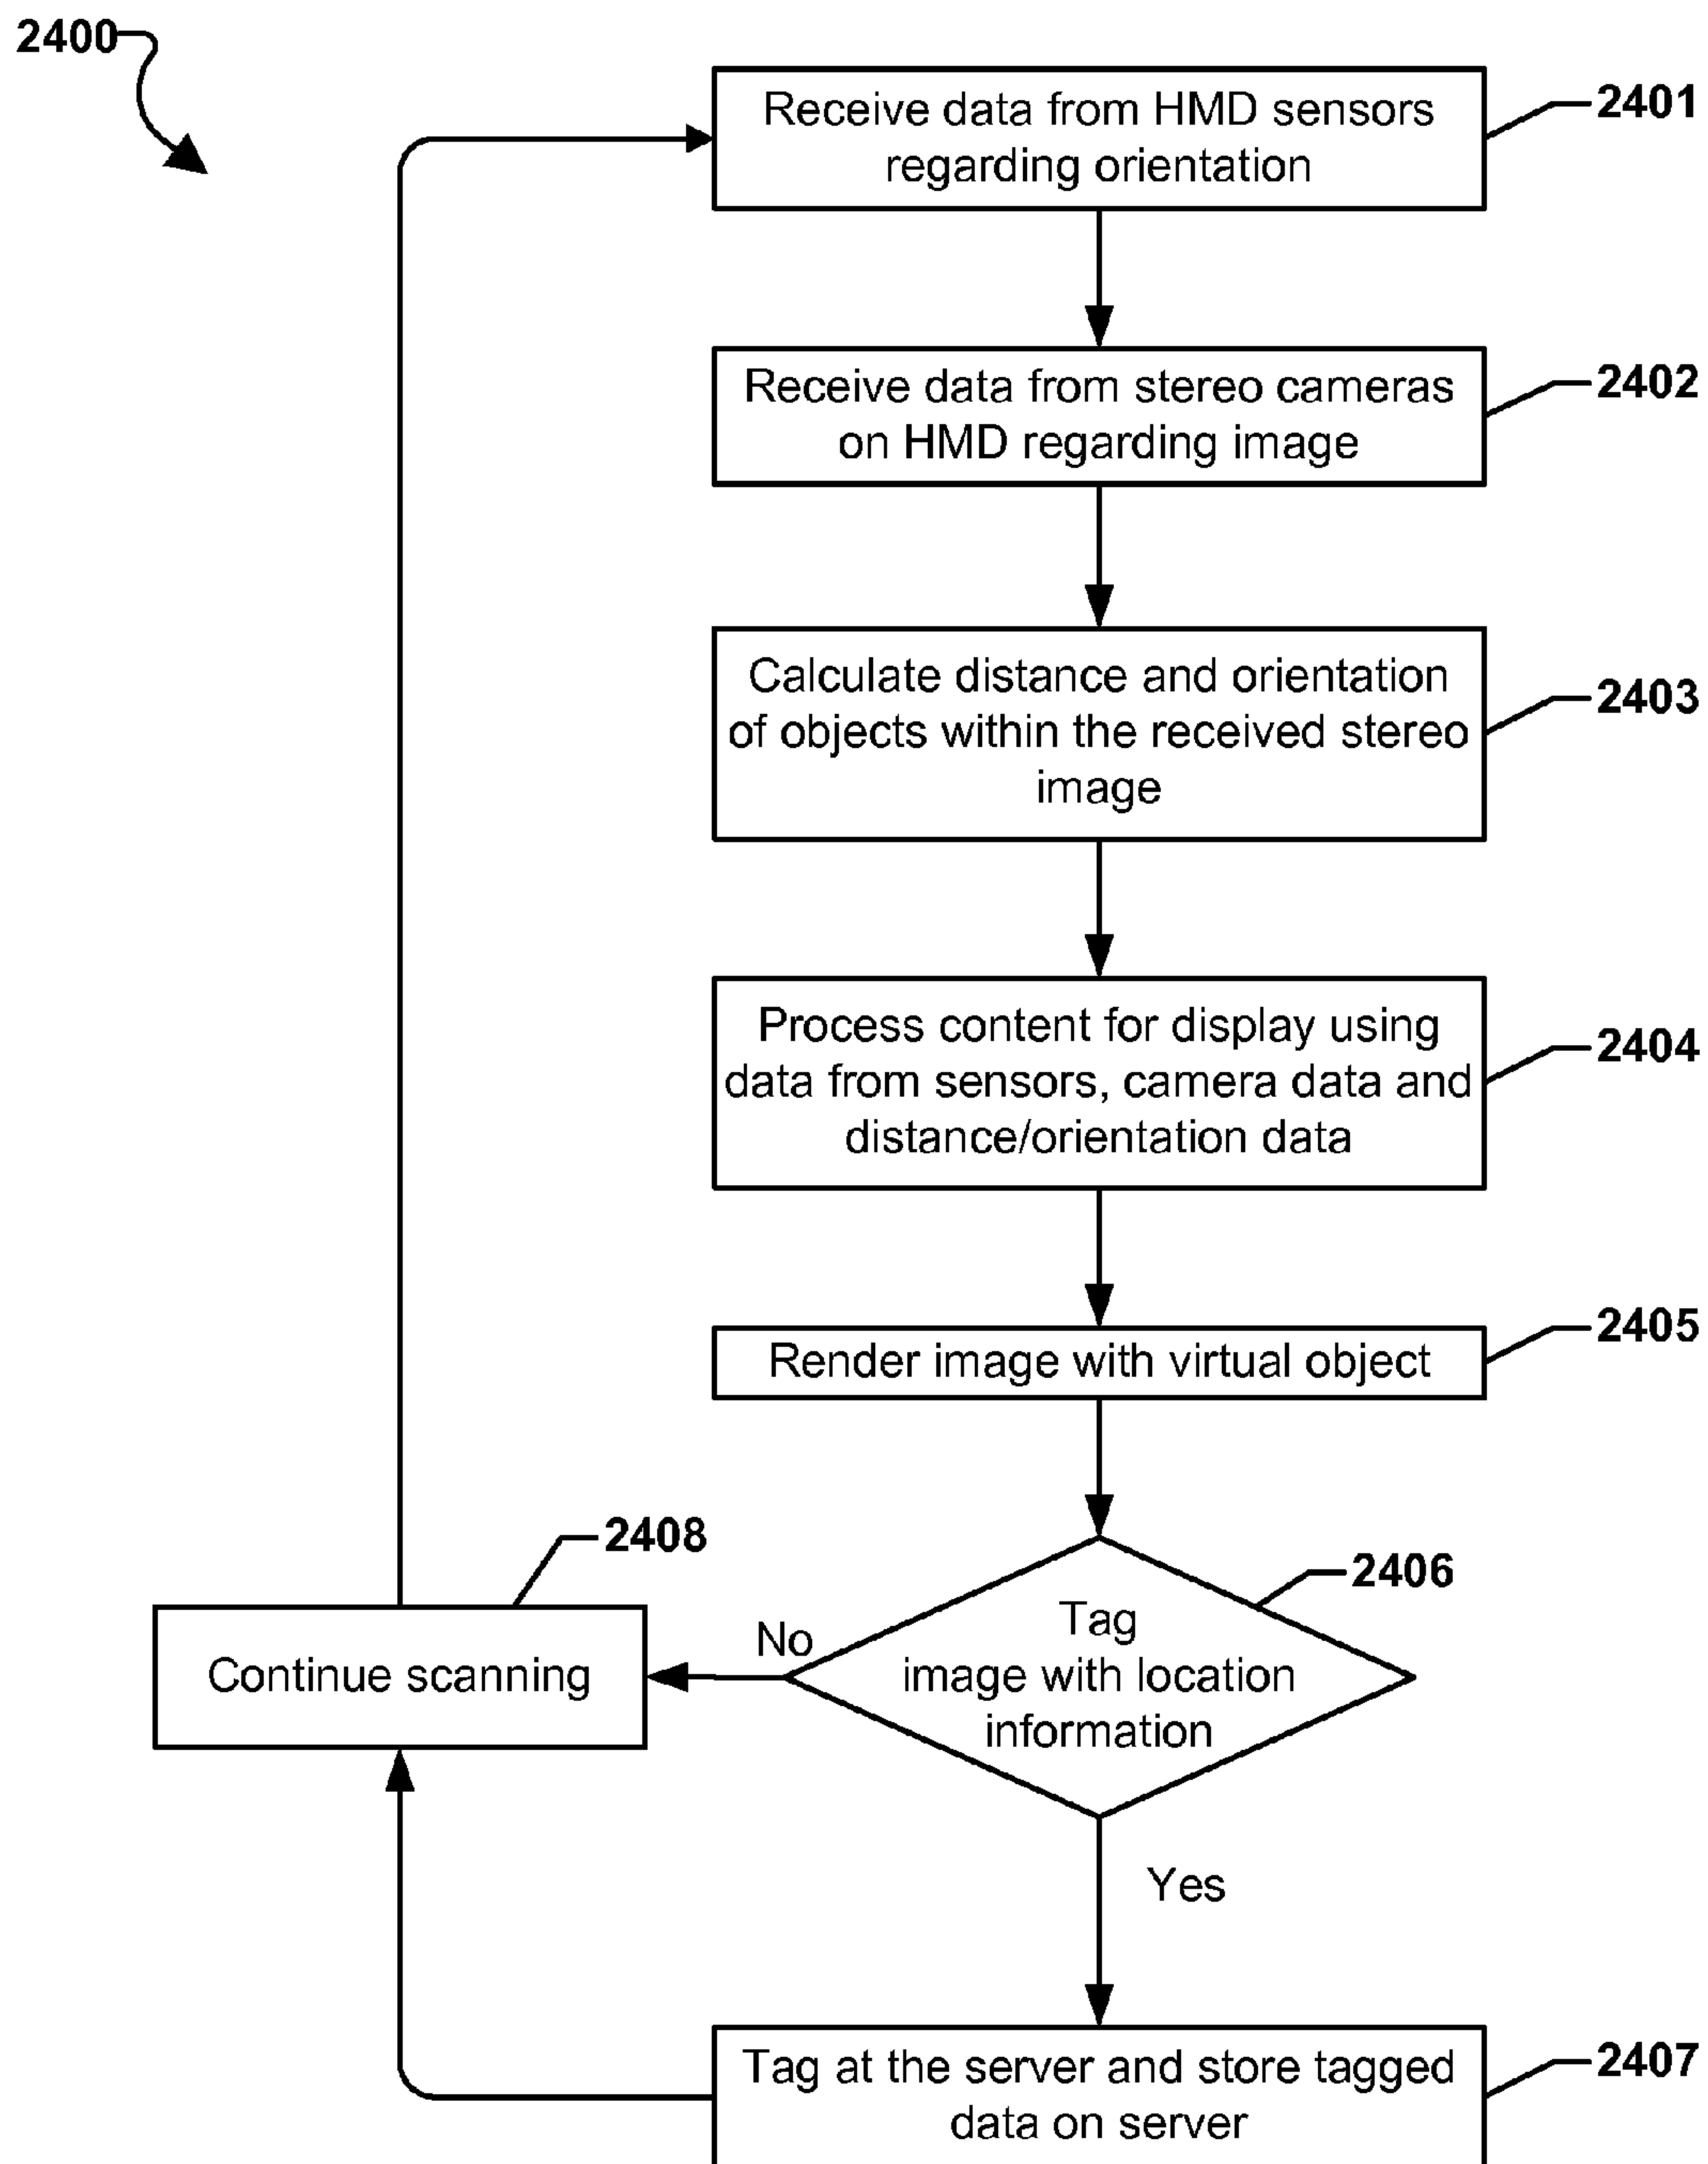 2400
Receive data from HMD sensors
regarding orientation
2401
Receive data from stereo cameras
on HMD regarding image
2402
Calculate distance and orientation
of objects within the received stereo
image
2403
Process content for display using
data from sensors, camera data and
distance/orientation data
2404
Render image with virtual object
2405
Tag
image with location
information
2406
No
Continue scanning
2408
Yes
Tag at the server and store tagged
data on server
2407